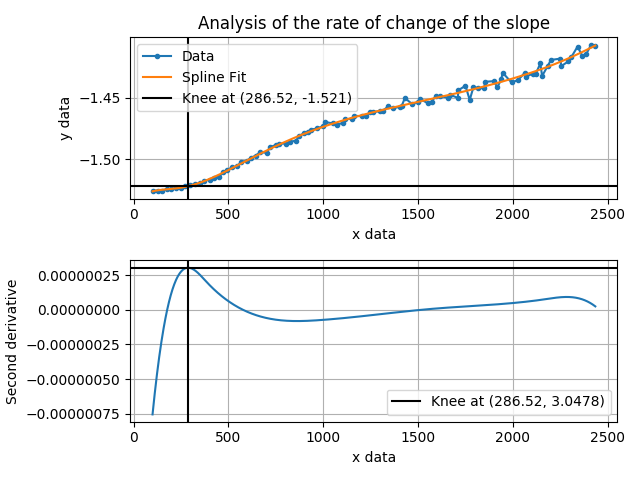 Analysis of the rate of change of the slope
Data
Spline Fit
Knee at (286.52, -1.521)
−1.45
−1.50
y data
0 500 1000 1500 2000 2500
x data
0.00000025
0.00000000
−0.00000025
−0.00000050
−0.00000075
Second derivative
Knee at (286.52, 3.0478)
0 500 1000 1500 2000 2500
x data